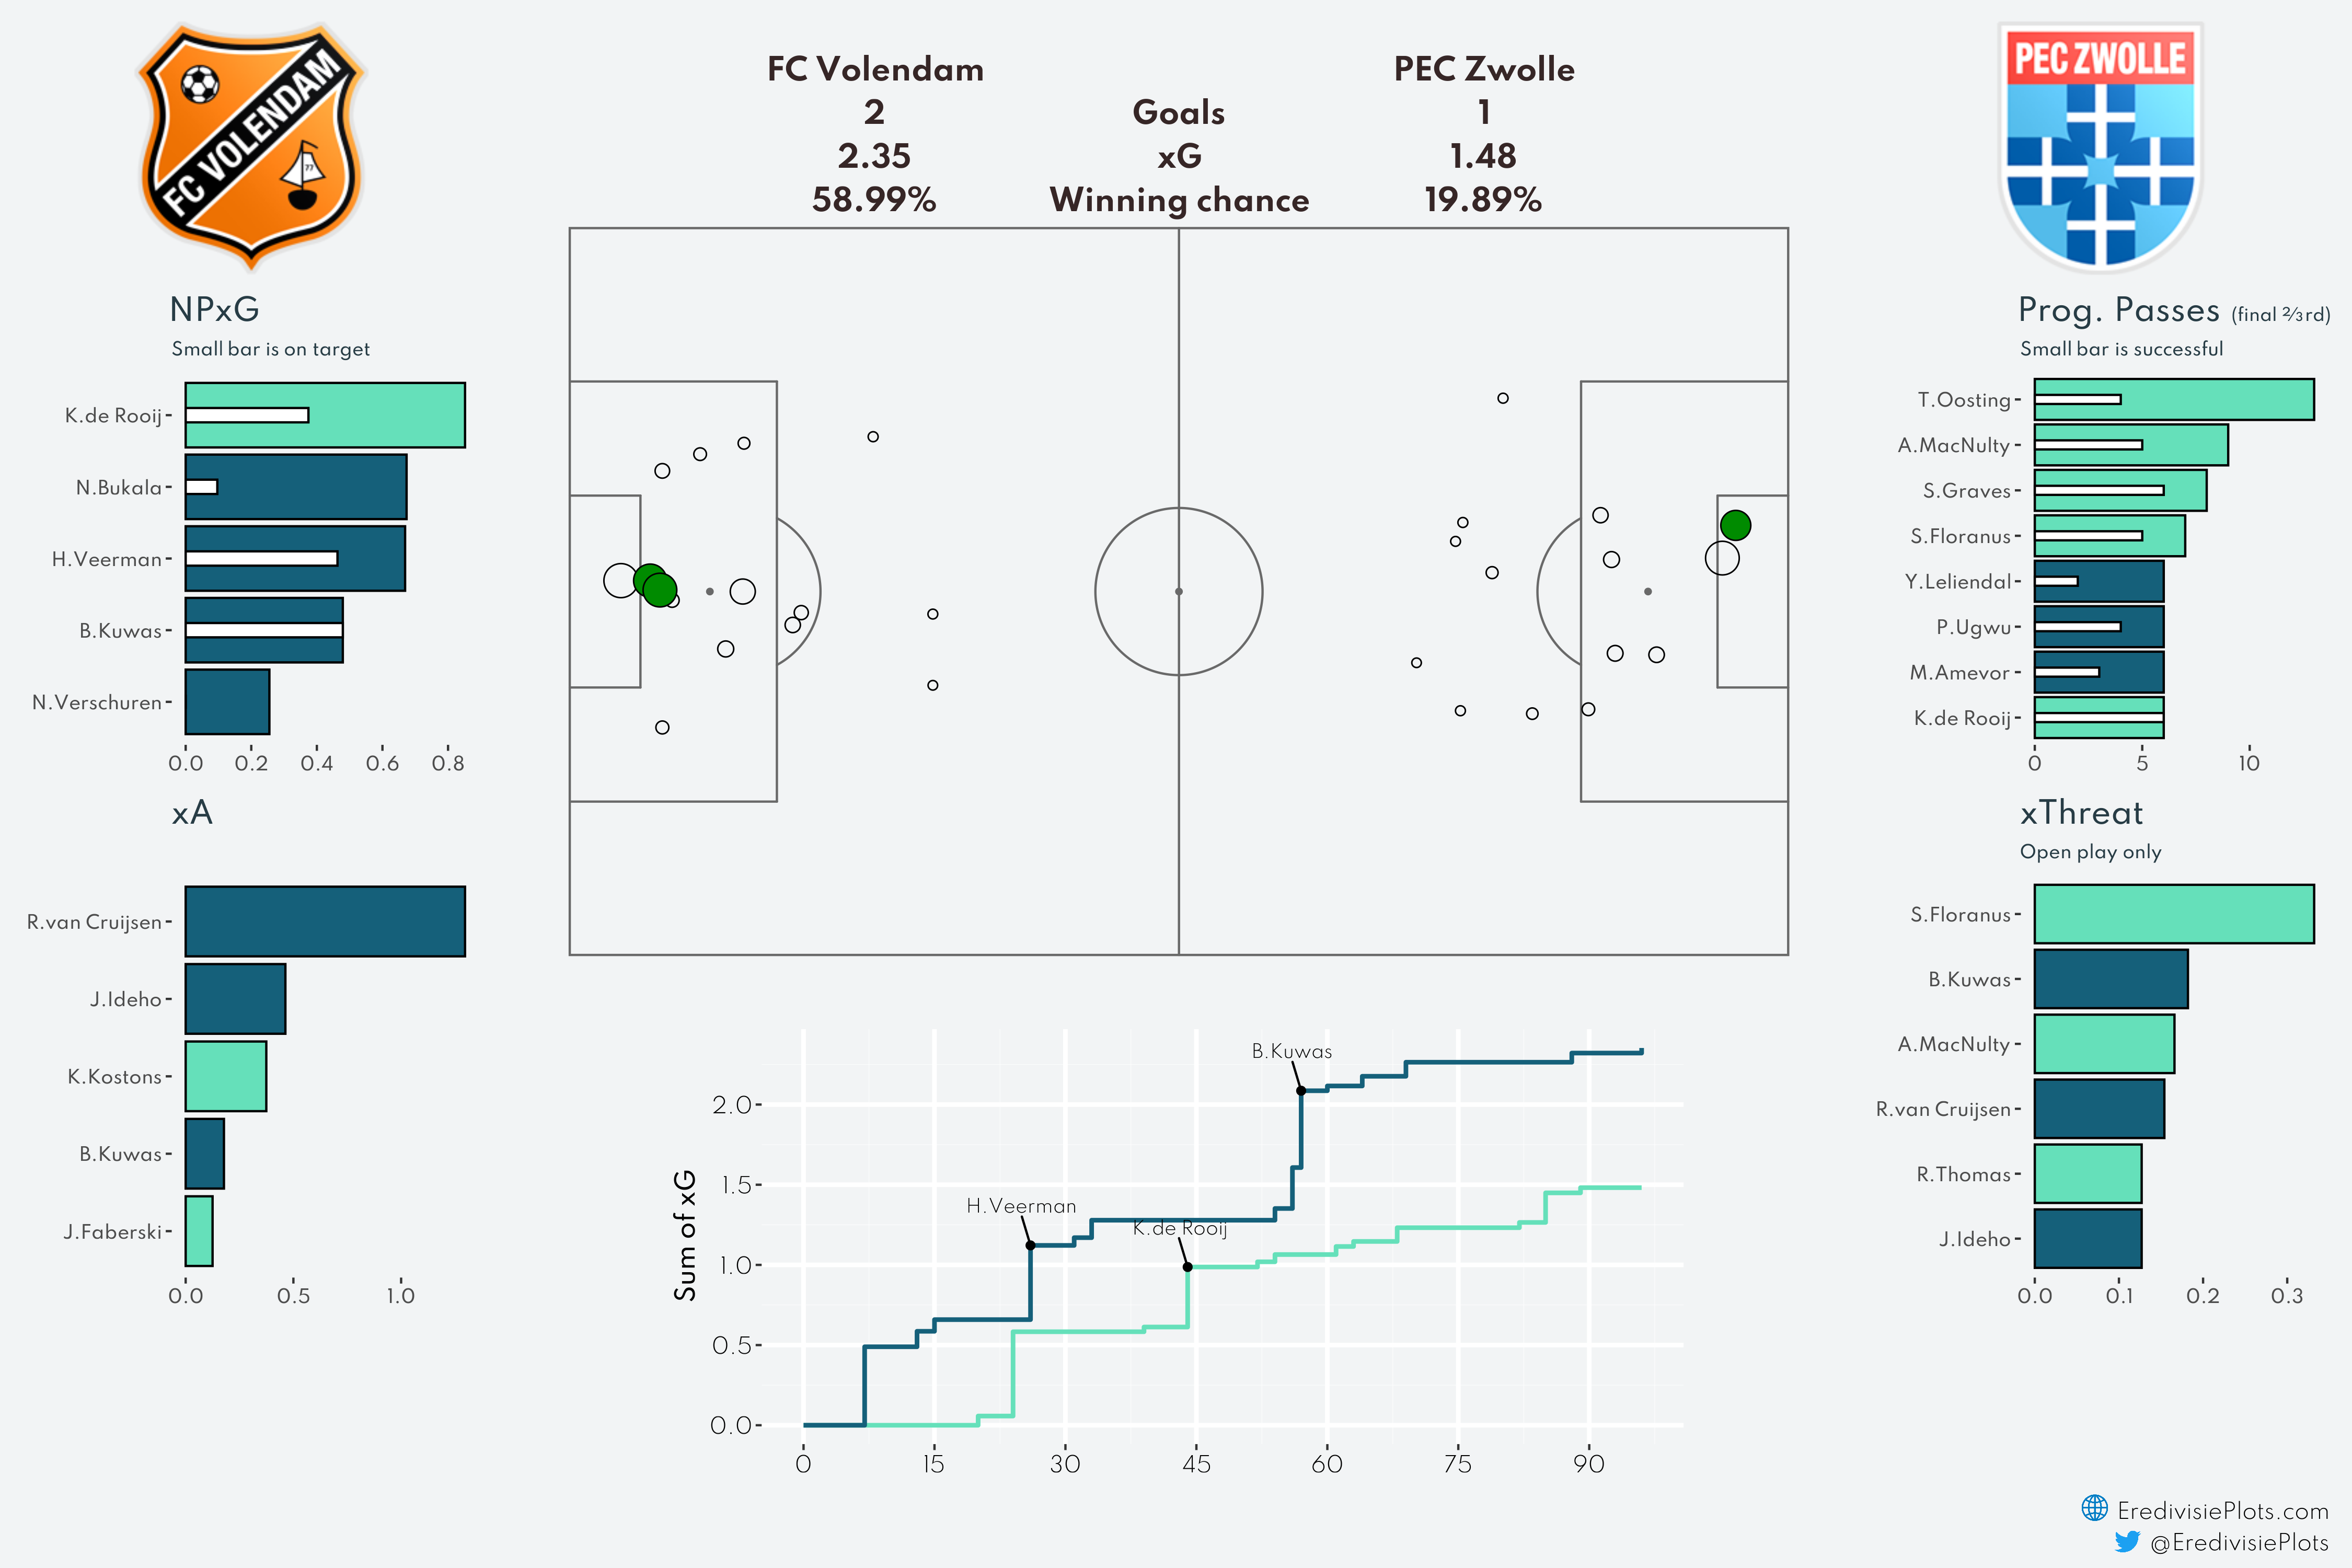 FC VOLENDAM
77
FC Volendam PEC Zwolle
2 Goals 1
2.35 xG 1.48
58.99% Winning chance 19.89%
PEC ZWOLLE
NPxG
Small bar is on target
K.de Rooij
N.Bukala
H.Veerman
B.Kuwas
N.Verschuren
0.0 0.2 0.4 0.6 0.8
xA
R.van Cruijsen
J.Ideho
K.Kostons
B.Kuwas
J.Faberski
0.0 0.5 1.0
Sum of xG
2.0
1.5
1.0
0.5
0.0
B.Kuwas
H.Veerman
K.de Rooij
0 15 30 45 60 75 90
Prog. Passes (final ⅔rd)
Small bar is successful
T.Oosting
A.MacNulty
S.Graves
S.Floranus
Y.Leliendal
P.Ugwu
M.Amevor
K.de Rooij
0 5 10
xThreat
Open play only
S.Floranus
B.Kuwas
A.MacNulty
R.van Cruijsen
R.Thomas
J.Ideho
0.0 0.1 0.2 0.3
EredivisiePlots.com
@EredivisiePlots